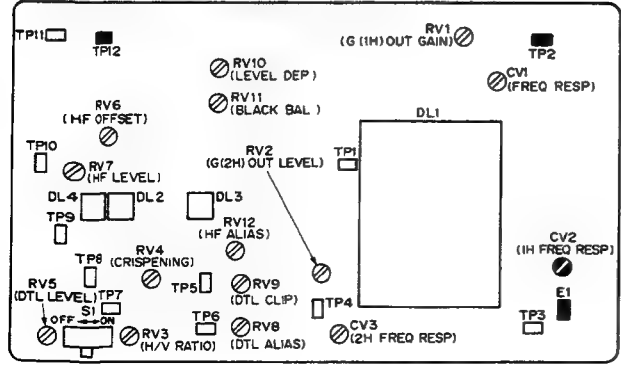 TP11
TP12
RV1
(G (1H) OUT GAIN)
TP2
RV10
(LEVEL DEP)
CV1
(FREQ RESP)
RV11
(BLACK BAL)
RV6
(HF OFFSET)
DL1
TP10
RV7
(HF LEVEL)
RV2
(G(2H) OUT LEVEL)
TP1
DL4
DL2
DL3
TP9
RV12
(HF ALIAS)
CV2
(1H FREQ RESP)
RV4
(CRISPENING)
TP8
RV5
(DTL LEVEL)
TP5
RV9
(DTL CLIP)
E1
S1
TP7
OFF
ON
TP4
RV3
(H/V RATIO)
TP6
RV8
(DTL ALIAS)
CV3
(2H FREQ RESP)
TP3